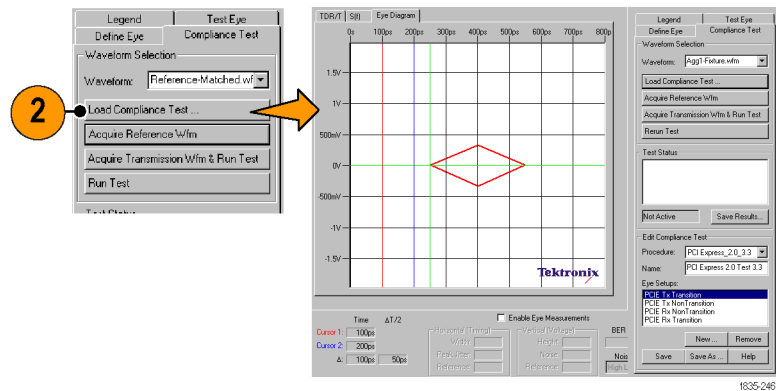 Legend Test Eye
Define Eye Compliance Test
Waveform Selection
Waveform: Reference-Matched.wf
2
Load Compliance Test ...
Acquire Reference Wfm
Acquire Transmission Wfm & Run Test
Run Test
Test Status
TDR/T S(f) Eye Diagram
0s 100ps 200ps 300ps 400ps 500ps 600ps 700ps 800p
1.5V
1V
500mV
0V
-500mV
-1V
-1.5V
Tektronix
Time ΔT/2
Cursor 1: 100ps
Cursor 2: 200ps
Δ: 100ps 50ps
Enable Eye Measurements
Horizontal (Timing)
Width:
Peak Jitter:
Reference:
Vertical (Voltage)
Height:
Noise:
Reference:
BER
Nois
High L
Legend Test Eye
Define Eye Compliance Test
Waveform Selection
Waveform: Agg1-Fixture.wfm
Load Compliance Test ...
Acquire Reference Wfm
Acquire Transmission Wfm & Run Test
Rerun Test
Test Status
Not Active Save Results...
Edit Compliance Test
Procedure: PCI Express_2.0_3.3
Name: PCI Express 2.0 Test 3.3
Eye Setups:
PCIE Tx Transition
PCIE Tx NonTransition
PCIE Rx NonTransition
PCIE Rx Transition
New ... Remove
Save Save As ... Help
1835-246